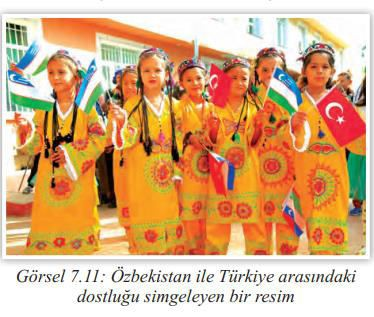 Görsel 7.11: Özbekistan ile Türkiye arasındaki
dostluğu simgeleyen bir resim